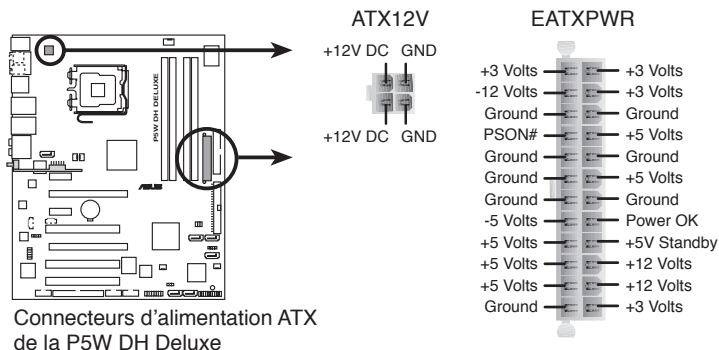 ATX12V
EATXPWR
+12V DC GND
+12V DC GND
+3 Volts +3 Volts
-12 Volts +3 Volts
Ground Ground
PSON# +5 Volts
Ground Ground
Ground +5 Volts
Ground Ground
-5 Volts Power OK
+5 Volts +5V Standby
+5 Volts +12 Volts
+5 Volts +12 Volts
Ground +3 Volts
P5W DH DELUXE
ASUS
Connecteurs d’alimentation ATX
de la P5W DH Deluxe